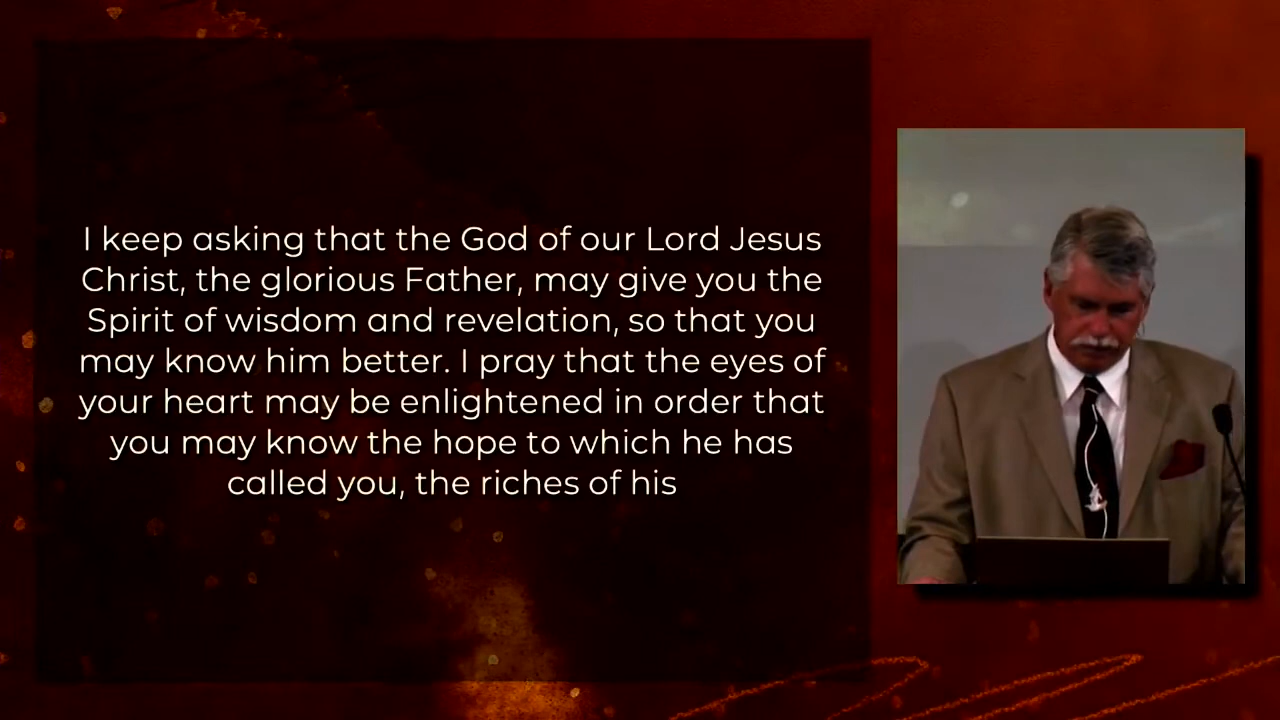 I keep asking that the God of our Lord Jesus
Christ, the glorious Father, may give you the
Spirit of wisdom and revelation, so that you
may know him better. I pray that the eyes of
your heart may be enlightened in order that
you may know the hope to which he has
called you, the riches of his